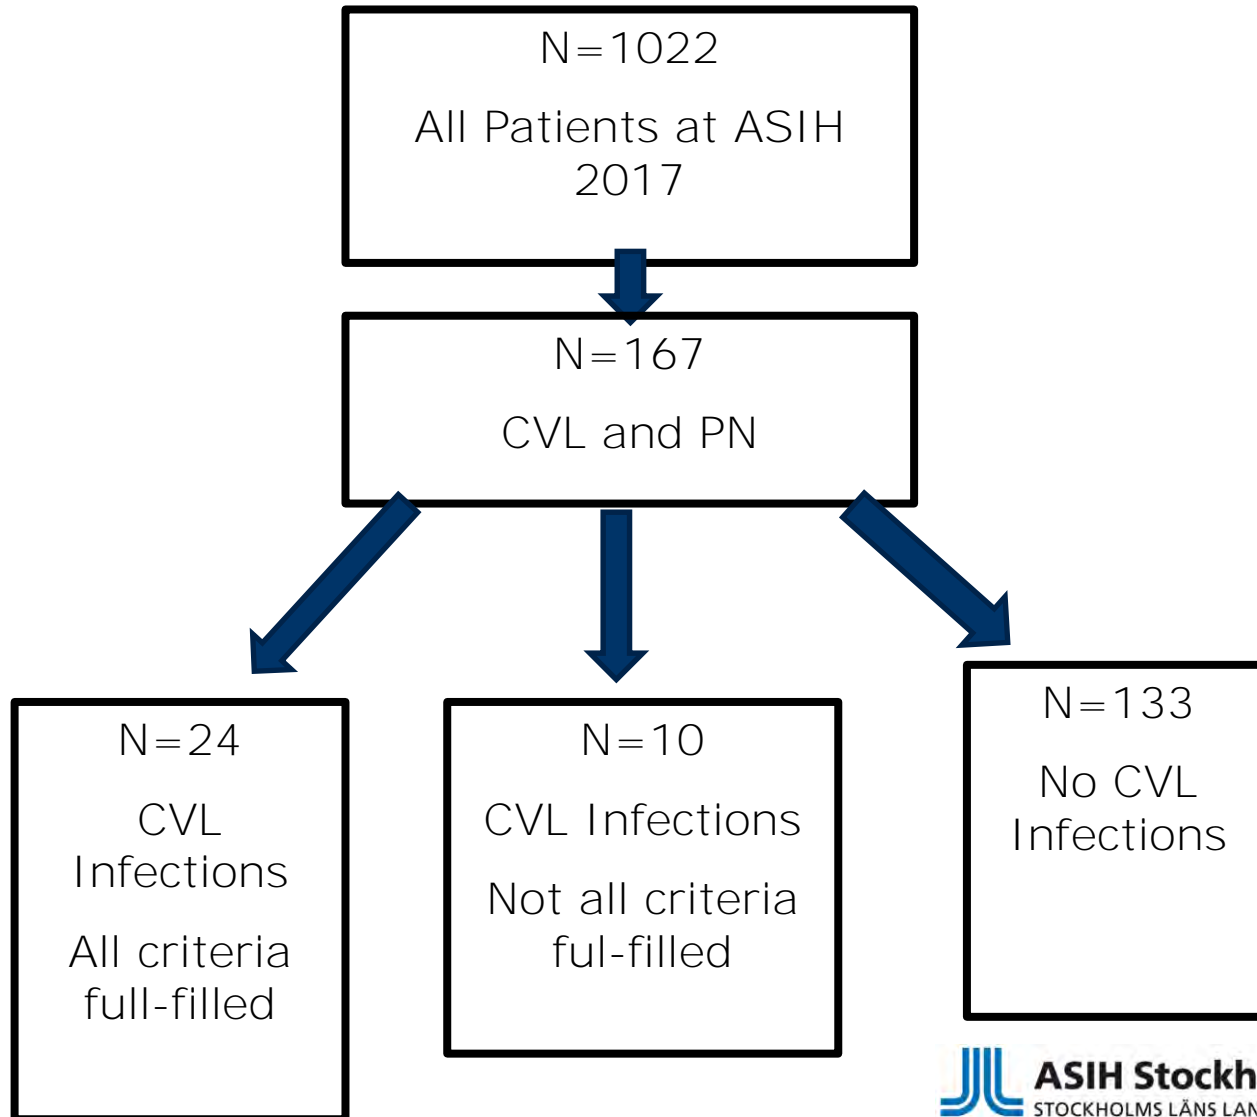 N=1022
All Patients at ASIH
2017
N=167
CVL and PN
N=24
CVL
Infections
All criteria
full-filled
N=10
CVL Infections
Not all criteria
ful-filled
N=133
No CVL
Infections
ASIH Stockh
STOCKHOLMS LÄNS LAN